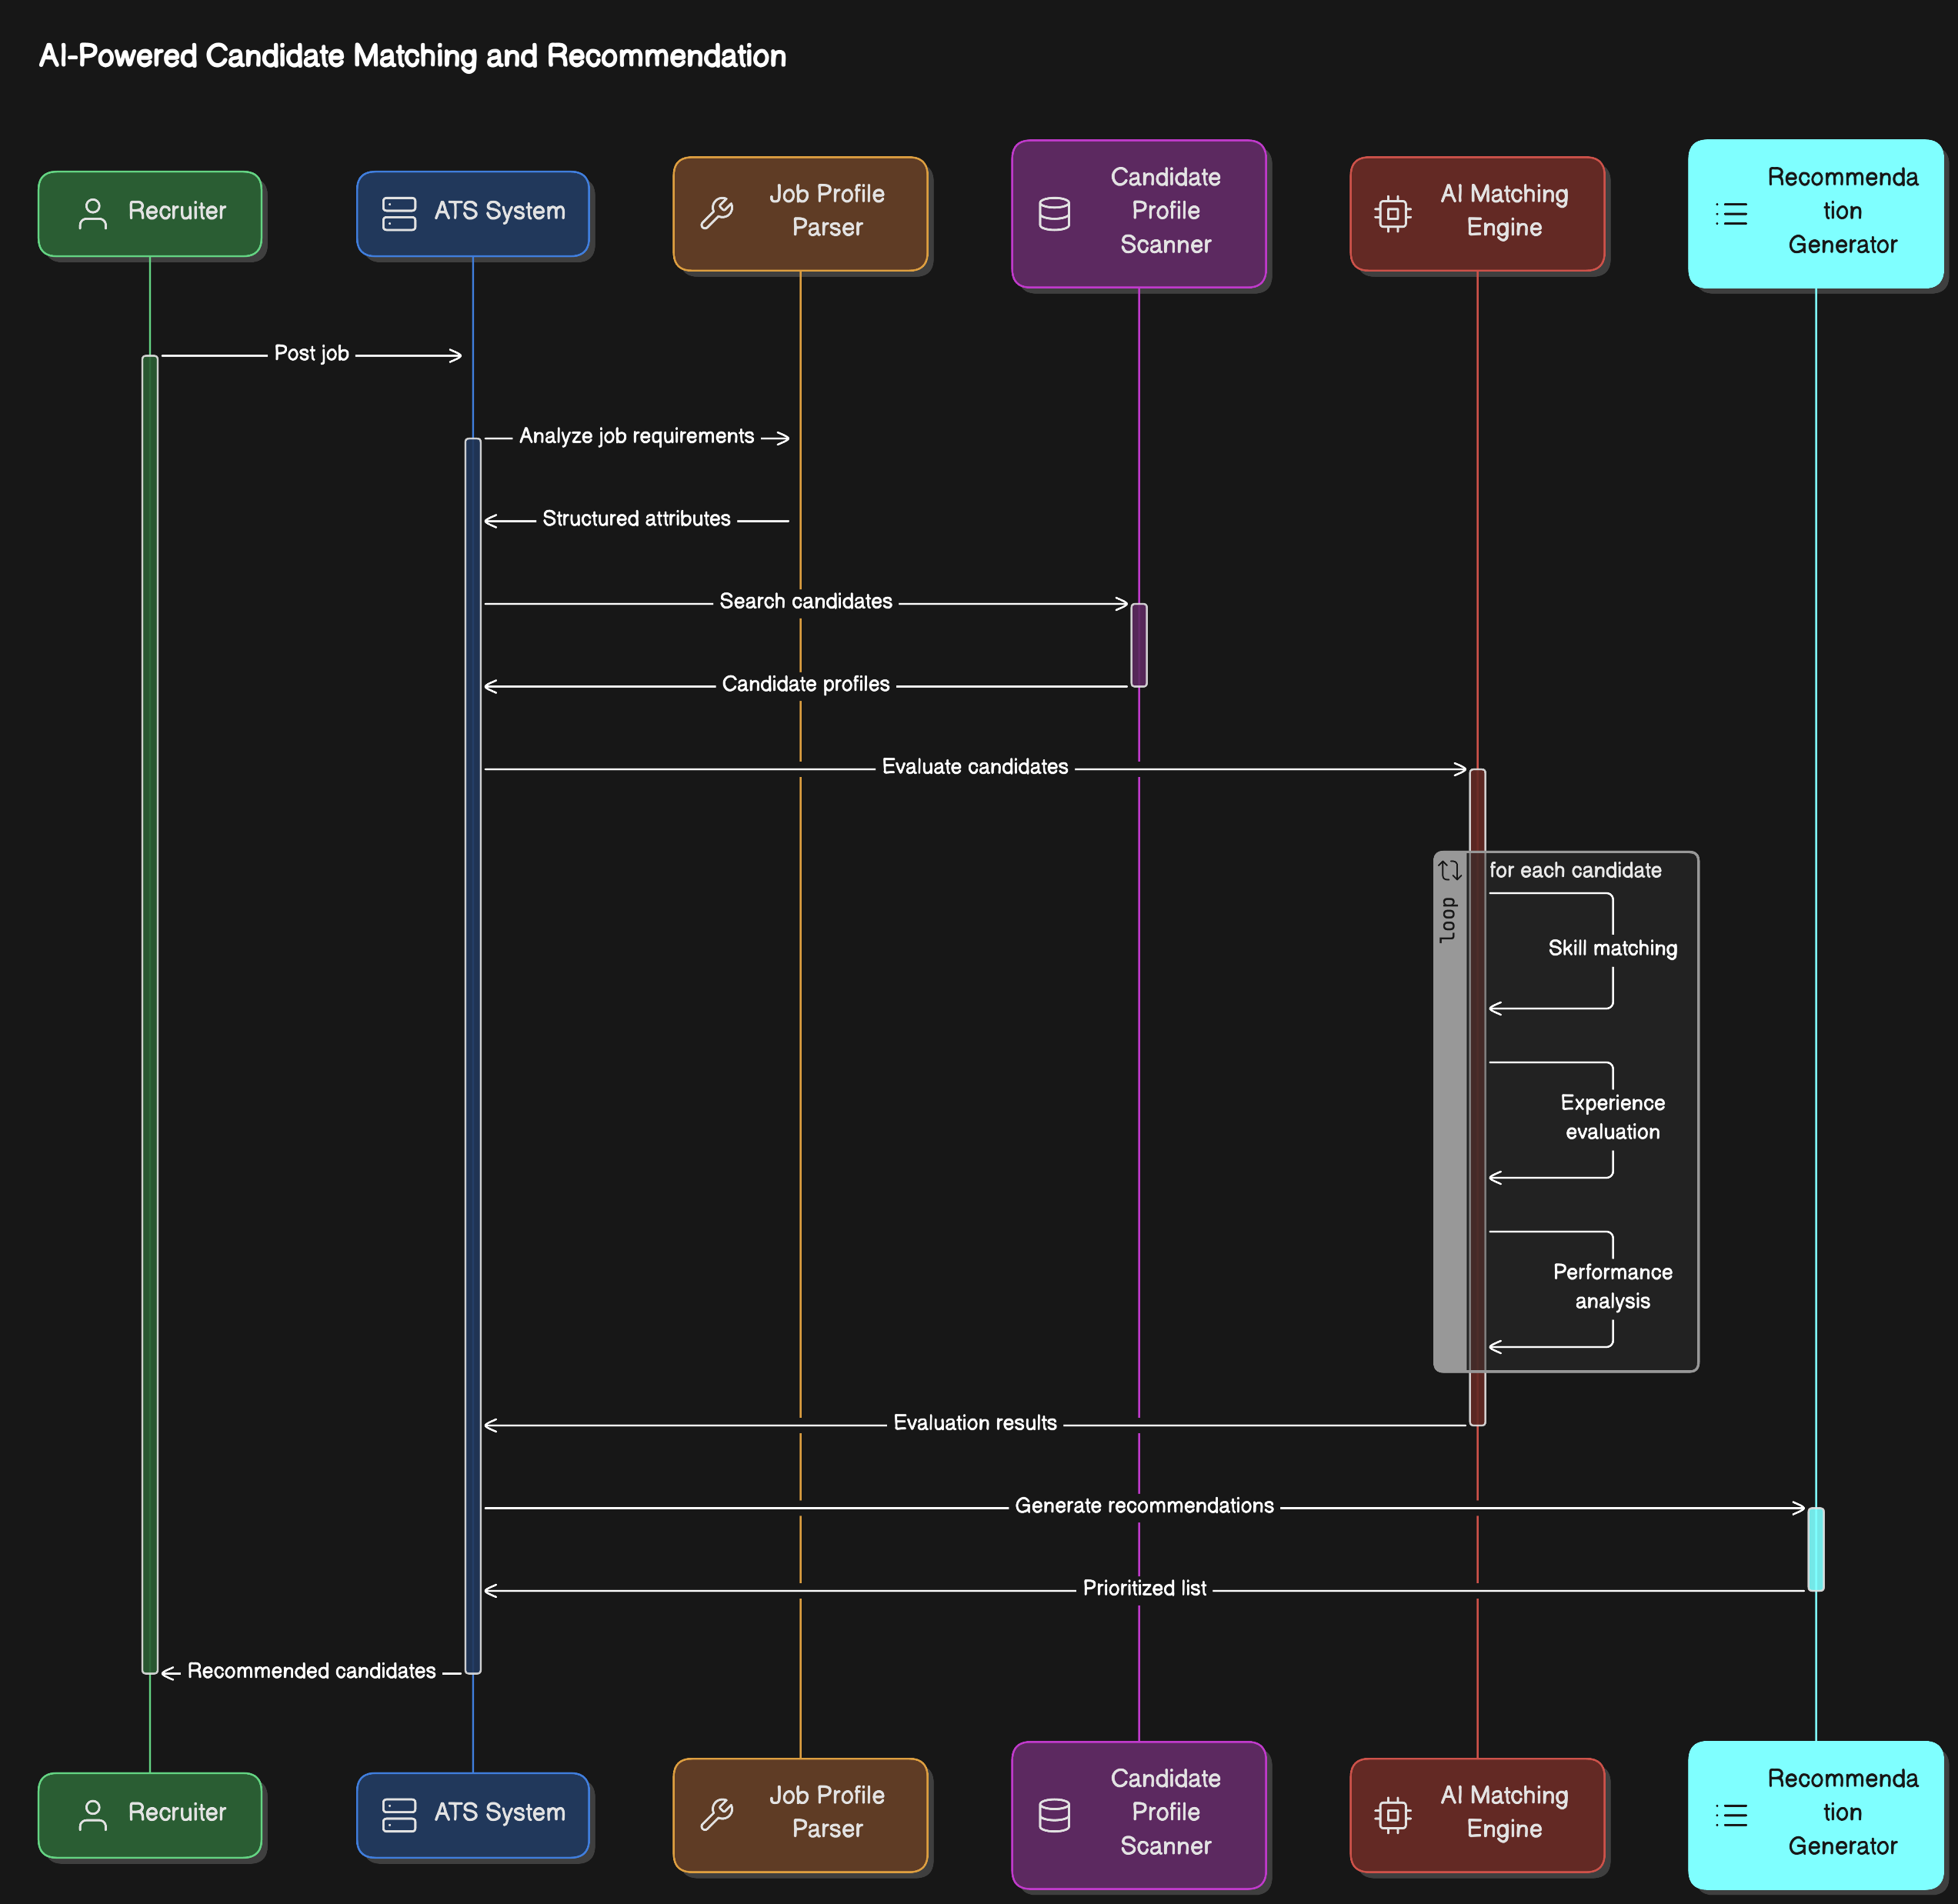 AI-Powered Candidate Matching and Recommendation
Recruiter
ATS System
Job Profile
Parser
Candidate
Profile
Scanner
AI Matching
Engine
Recommenda
tion
Generator
Post job
Analyze job requirements
Structured attributes
Search candidates
Candidate profiles
Evaluate candidates
for each candidate
loop
Skill matching
Experience
evaluation
Performance
analysis
Evaluation results
Generate recommendations
Prioritized list
Recommended candidates
Recruiter
ATS System
Job Profile
Parser
Candidate
Profile
Scanner
AI Matching
Engine
Recommenda
tion
Generator